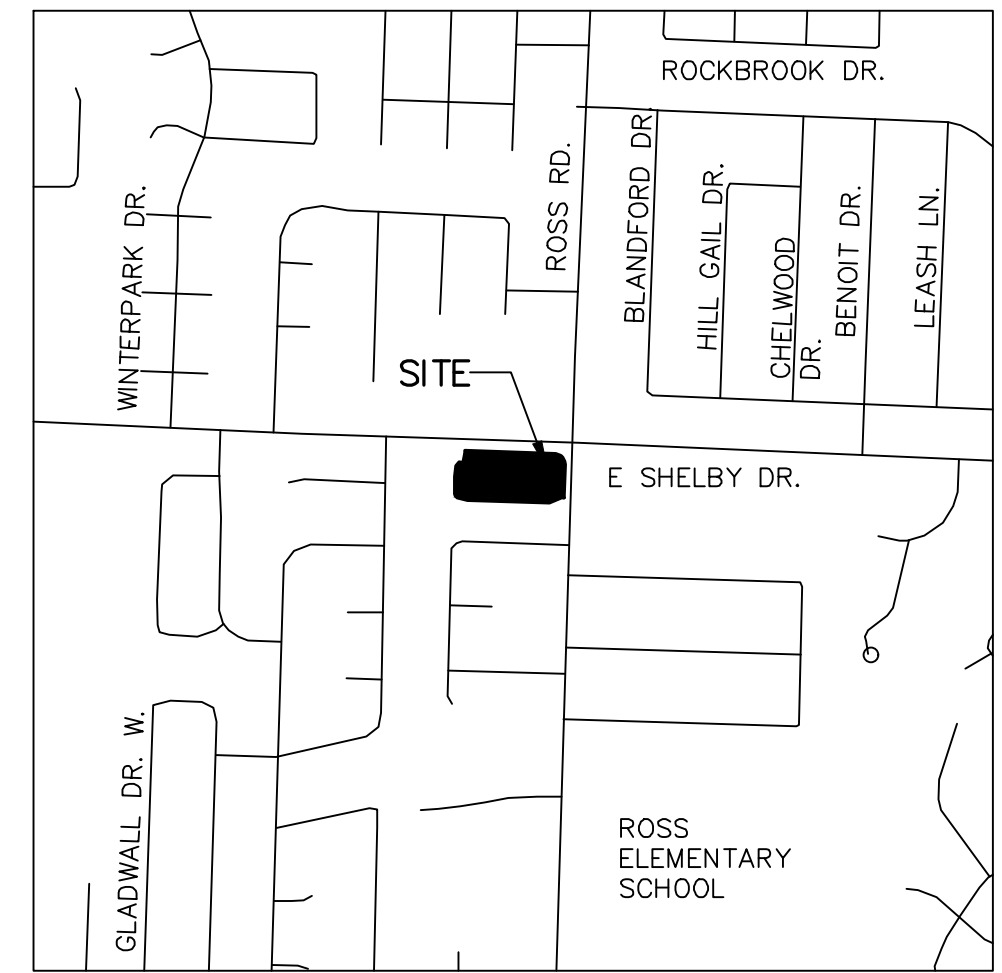 ROCKBROOK DR.
ROSS RD.
BLANDFORD DR.
HILL GAIL DR.
CHELWOOD
DR.
BENOIT DR.
LEASH LN.
WINTERPARK DR.
SITE
E SHELBY DR.
GLADWALL DR. W.
ROSS
ELEMENTARY
SCHOOL